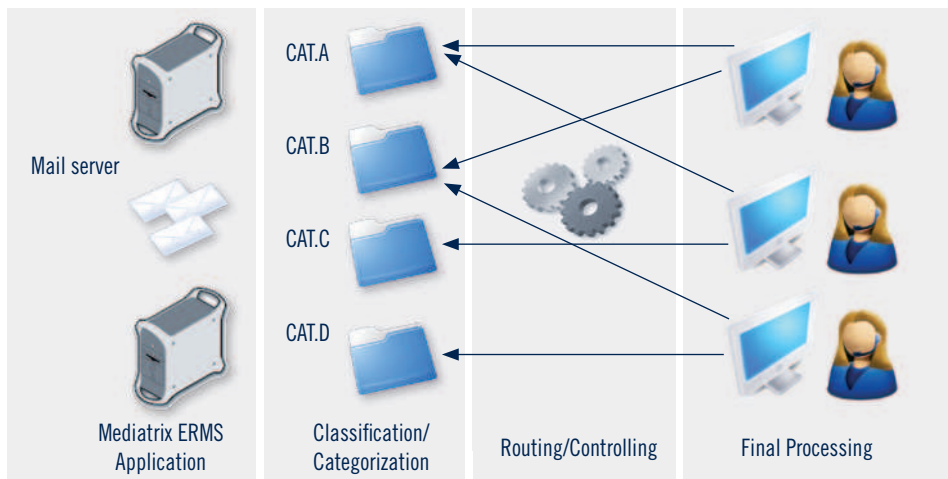 CAT.A
CAT.B
Mail server
CAT.C
CAT.D
Mediatrix ERMS
Application
Classification/
Categorization
Routing/Controlling
Final Processing